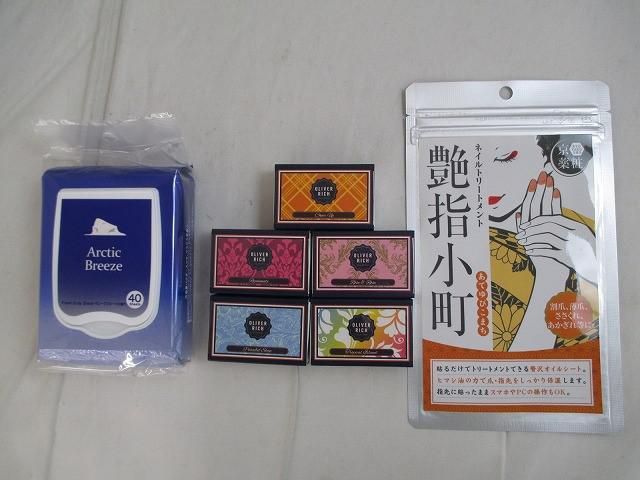 Arctic
Breeze
40
OLIVER
RICH
OLIVER
RICH
OLIVER
RICH
OLIVER
RICH
OLIVER
RICH
京
薬粧
ネイルトリートメント
艶指小町
あでゆびこまち
割爪、薄爪、
ささくれ、
あかぎれ等に
貼るだけでトリートメントできる贅沢オイルシート。
ヒマシ油の力で爪・指先をしっかり保護します。
指先に貼ったままスマホやPCの操作もOK。